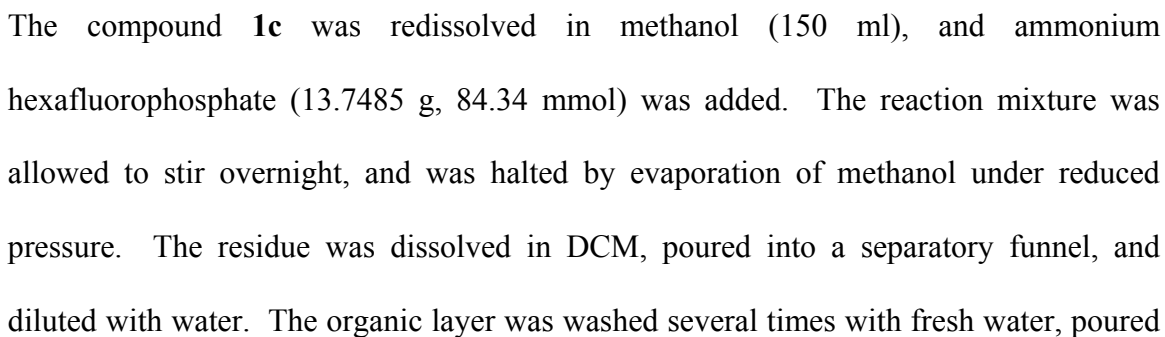 The compound 1c was redissolved in methanol (150 ml), and ammonium
hexafluorophosphate (13.7485 g, 84.34 mmol) was added. The reaction mixture was
allowed to stir overnight, and was halted by evaporation of methanol under reduced
pressure. The residue was dissolved in DCM, poured into a separatory funnel, and
diluted with water. The organic layer was washed several times with fresh water, poured